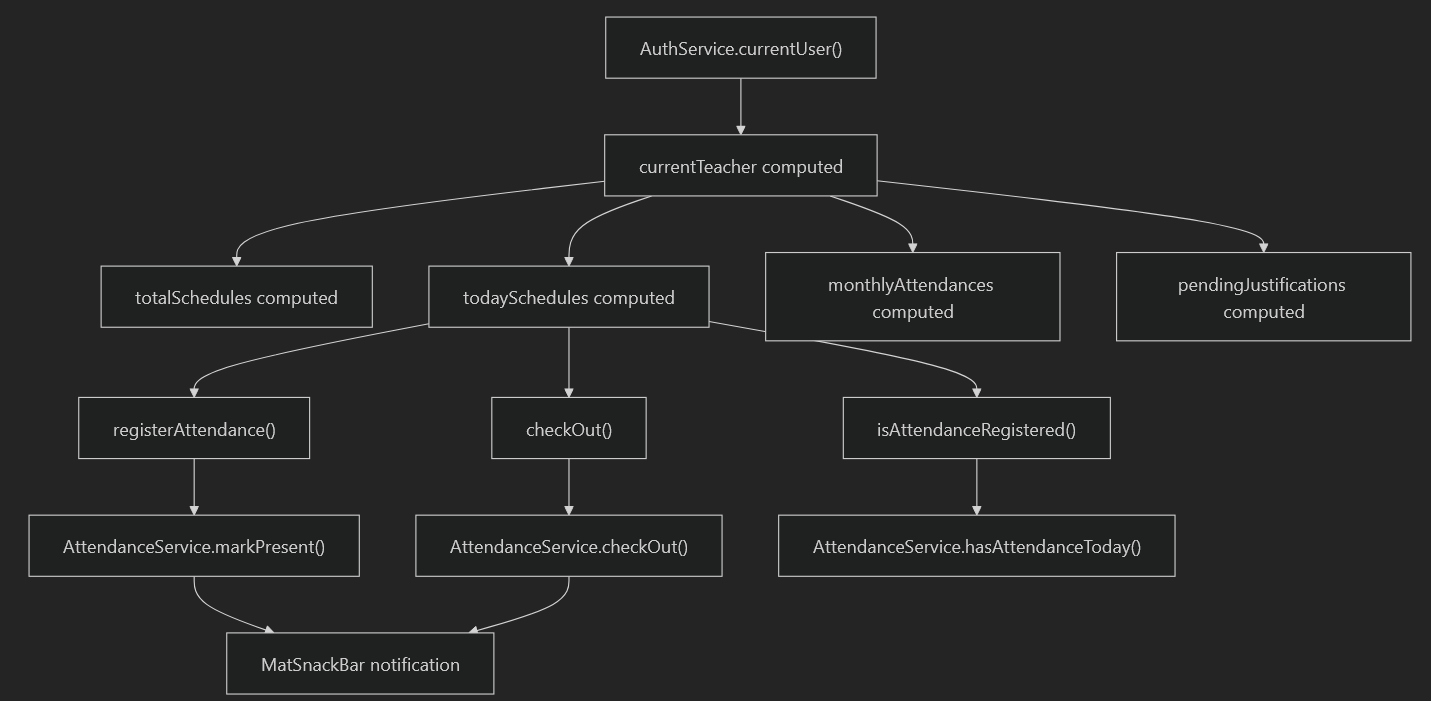 AuthService.currentUser()
currentTeacher computed
totalSchedules computed
todaySchedules computed
monthlyAttendances
computed
pendingJustifications
computed
registerAttendance()
checkOut()
isAttendanceRegistered()
AttendanceService.markPresent()
AttendanceService.checkOut()
AttendanceService.hasAttendanceToday()
MatSnackBar notification